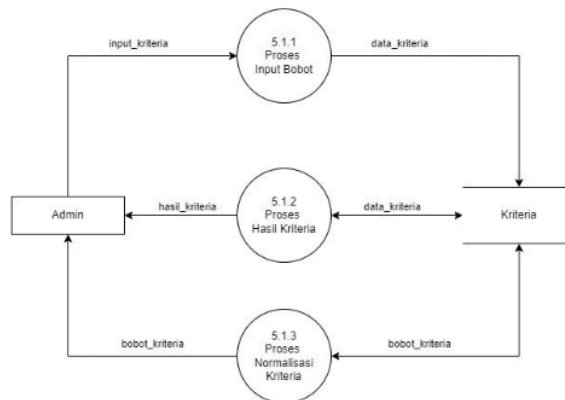 input_kriteria
5.1.1
Proses
Input Bobot
data_kriteria
Admin
hasil_kriteria
5.1.2
Proses
Hasil Kriteria
data_kriteria
Kriteria
bobot_kriteria
5.1.3
Proses
Normalisasi
Kriteria
bobot_kriteria